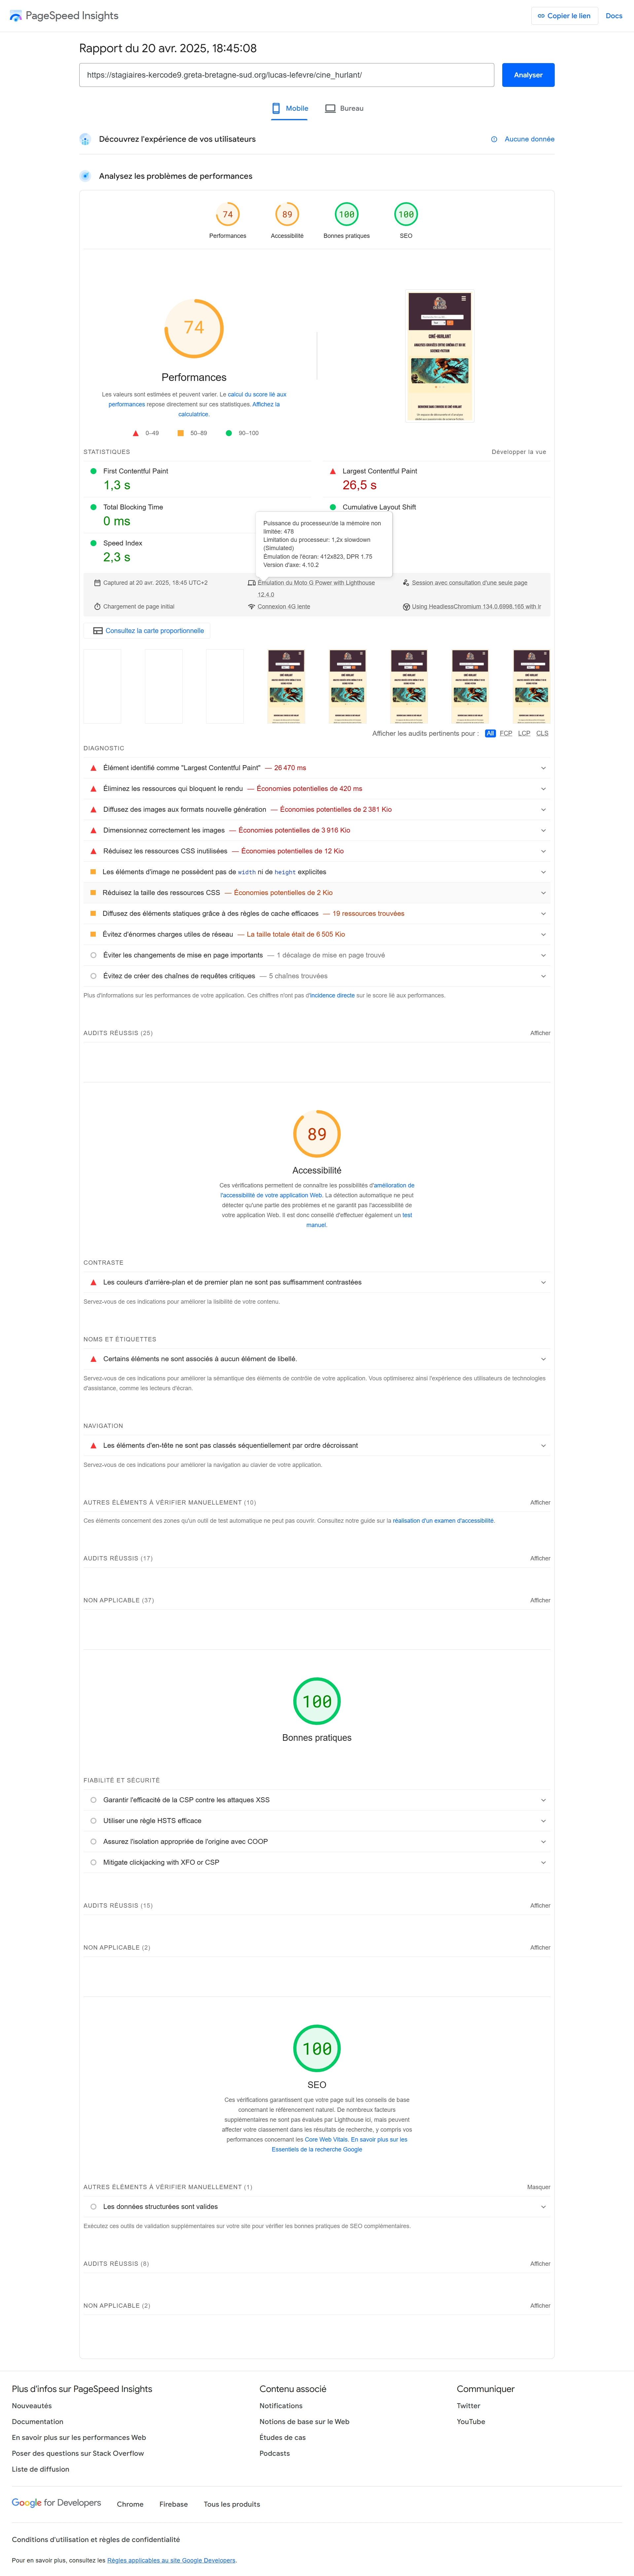 PageSpeed Insights
Copier le lien
Docs
Rapport du 20 avr. 2025, 18:45:08
https://stagiaires-kercode9.greta-bretagne-sud.org/lucas-lefevre/cine_hurlant/
Analyser
Mobile
Bureau
Découvrez l'expérience de vos utilisateurs
Aucune donnée
Analysez les problèmes de performances
74
89
100
100
Performances
Accessibilité
Bonnes pratiques
SEO
74
CINÉ-HURLANT
Performances
Les valeurs sont estimées et peuvent varier. Le calcul du score lié aux
performances repose directement sur ces statistiques. Affichez la
calculatrice.
0–49
50–89
90–100
STATISTIQUES
Développer la vue
First Contentful Paint
1,3 s
Largest Contentful Paint
26,5 s
Total Blocking Time
0 ms
Cumulative Layout Shift
Speed Index
2,3 s
Puissance du processeur/de la mémoire non
limitée: 478
Limitation du processeur: 1,2x slowdown
(Simulated)
Émulation de l'écran: 412x823, DPR 1.75
Version d'axe: 4.10.2
Captured at 20 avr. 2025, 18:45 UTC+2
Émulation du Moto G Power with Lighthouse
12.4.0
Session avec consultation d'une seule page
Chargement de page initial
Connexion 4G lente
Using HeadlessChromium 134.0.6998.165 with lr
Consultez la carte proportionnelle
Afficher les audits pertinents pour : All FCP LCP CLS
DIAGNOSTIC
Élément identifié comme "Largest Contentful Paint" — 26 470 ms
Éliminez les ressources qui bloquent le rendu — Économies potentielles de 420 ms
Diffusez des images aux formats nouvelle génération — Économies potentielles de 2 381 Kio
Dimensionnez correctement les images — Économies potentielles de 3 916 Kio
Réduisez les ressources CSS inutilisées — Économies potentielles de 12 Kio
Les éléments d'image ne possèdent pas de width ni de height explicites
Réduisez la taille des ressources CSS — Économies potentielles de 2 Kio
Diffusez des éléments statiques grâce à des règles de cache efficaces — 19 ressources trouvées
Évitez d'énormes charges utiles de réseau — La taille totale était de 6 505 Kio
Éviter les changements de mise en page importants — 1 décalage de mise en page trouvé
Évitez de créer des chaînes de requêtes critiques — 5 chaînes trouvées
Plus d'informations sur les performances de votre application. Ces chiffres n'ont pas d'incidence directe sur le score lié aux performances.
AUDITS RÉUSSIS (25)
Afficher
89
Accessibilité
Ces vérifications permettent de connaître les possibilités d'amélioration de
l'accessibilité de votre application Web. La détection automatique ne peut
détecter qu'une partie des problèmes et ne garantit pas l'accessibilité de
votre application Web. Il est donc conseillé d'effectuer également un test
manuel.
CONTRASTE
Les couleurs d'arrière-plan et de premier plan ne sont pas suffisamment contrastées
Servez-vous de ces indications pour améliorer la lisibilité de votre contenu.
NOMS ET ÉTIQUETTES
Certains éléments ne sont associés à aucun élément de libellé.
Servez-vous de ces indications pour améliorer la sémantique des éléments de contrôle de votre application. Vous optimiserez ainsi l'expérience des utilisateurs de technologies
d'assistance, comme les lecteurs d'écran.
NAVIGATION
Les éléments d'en-tête ne sont pas classés séquentiellement par ordre décroissant
Servez-vous de ces indications pour améliorer la navigation au clavier de votre application.
AUTRES ÉLÉMENTS À VÉRIFIER MANUELLEMENT (10)
Afficher
Ces éléments concernent des zones qu'un outil de test automatique ne peut pas couvrir. Consultez notre guide sur la réalisation d'un examen d'accessibilité.
AUDITS RÉUSSIS (17)
Afficher
NON APPLICABLE (37)
Afficher
100
Bonnes pratiques
FIABILITÉ ET SÉCURITÉ
Garantir l'efficacité de la CSP contre les attaques XSS
Utiliser une règle HSTS efficace
Assurez l'isolation appropriée de l'origine avec COOP
Mitigate clickjacking with XFO or CSP
AUDITS RÉUSSIS (15)
Afficher
NON APPLICABLE (2)
Afficher
100
SEO
Ces vérifications garantissent que votre page suit les conseils de base
concernant le référencement naturel. De nombreux facteurs
supplémentaires ne sont pas évalués par Lighthouse ici, mais peuvent
affecter votre classement dans les résultats de recherche, y compris vos
performances concernant les Core Web Vitals. En savoir plus sur les
Essentiels de la recherche Google
AUTRES ÉLÉMENTS À VÉRIFIER MANUELLEMENT (1)
Masquer
Les données structurées sont valides
Exécutez ces outils de validation supplémentaires sur votre site pour vérifier les bonnes pratiques de SEO complémentaires.
AUDITS RÉUSSIS (8)
Afficher
NON APPLICABLE (2)
Afficher
Plus d'infos sur PageSpeed Insights
Contenu associé
Communiquer
Nouveautés
Notifications
Twitter
Documentation
Notions de base sur le Web
YouTube
En savoir plus sur les performances Web
Études de cas
Poser des questions sur Stack Overflow
Podcasts
Liste de diffusion
Google for Developers
Chrome
Firebase
Tous les produits
Conditions d'utilisation et règles de confidentialité
Pour en savoir plus, consultez les Règles applicables au site Google Developers.